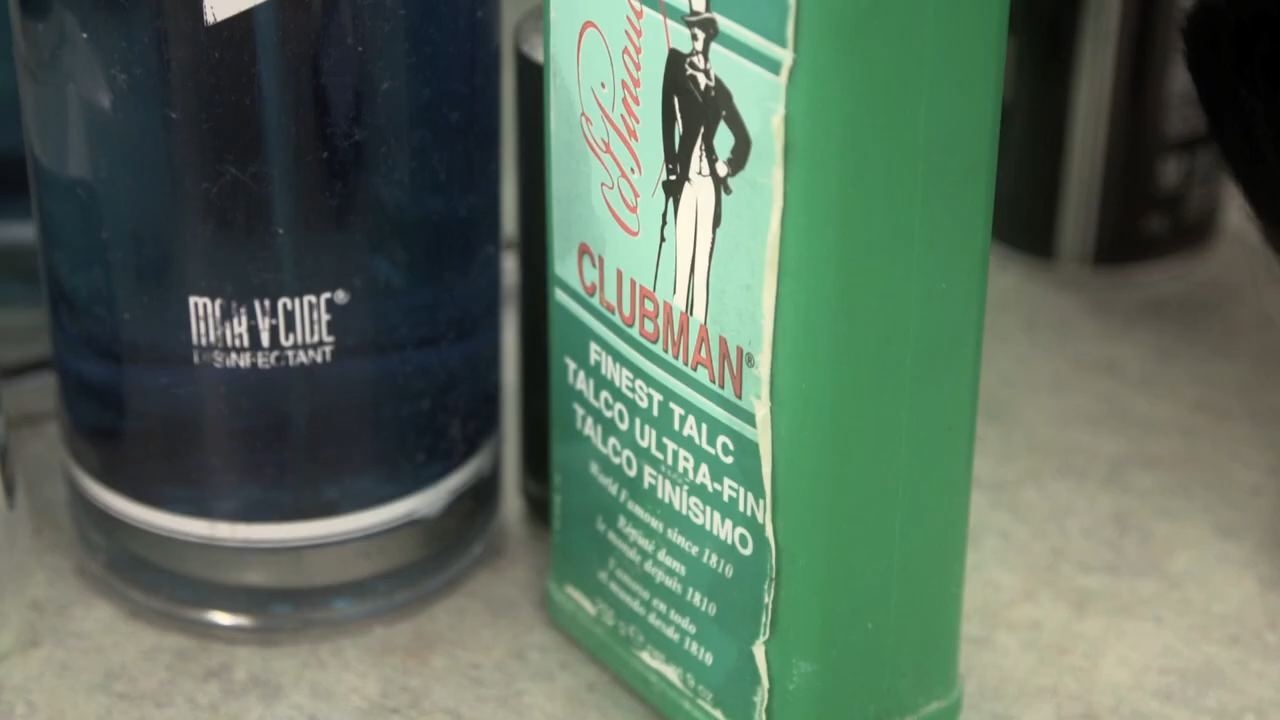 MAR-V-CIDE®
DISINFECTANT
Ed. Pinaud
CLUBMAN®
FINEST TALC
TALCO ULTRA-FIN
TALCO FINÍSIMO
World Famous since 1810
Réputé dans
le monde depuis 1810
Famoso en todo
el mundo desde 1810